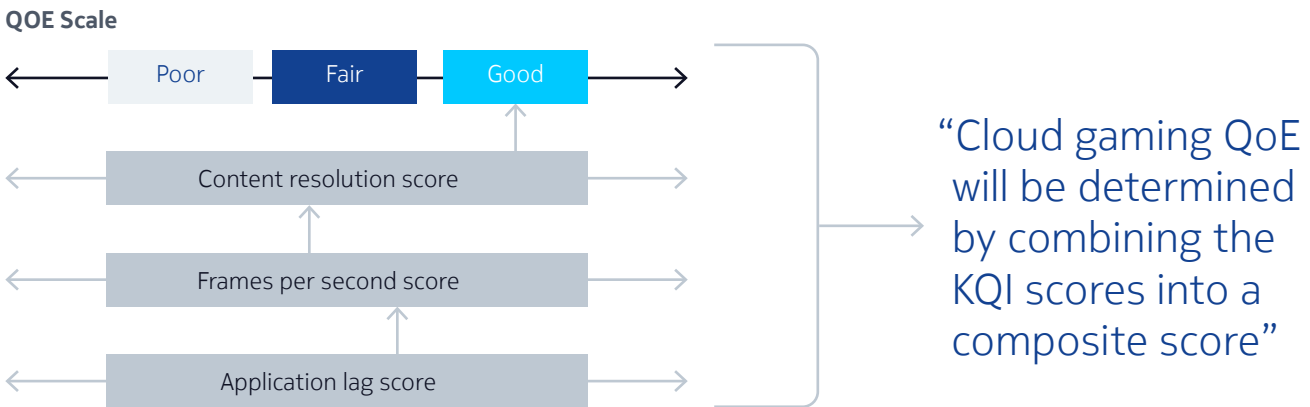 QOE Scale
Poor
Fair
Good
Content resolution score
Frames per second score
Application lag score
“Cloud gaming QoE
will be determined
by combining the
KQI scores into a
composite score”